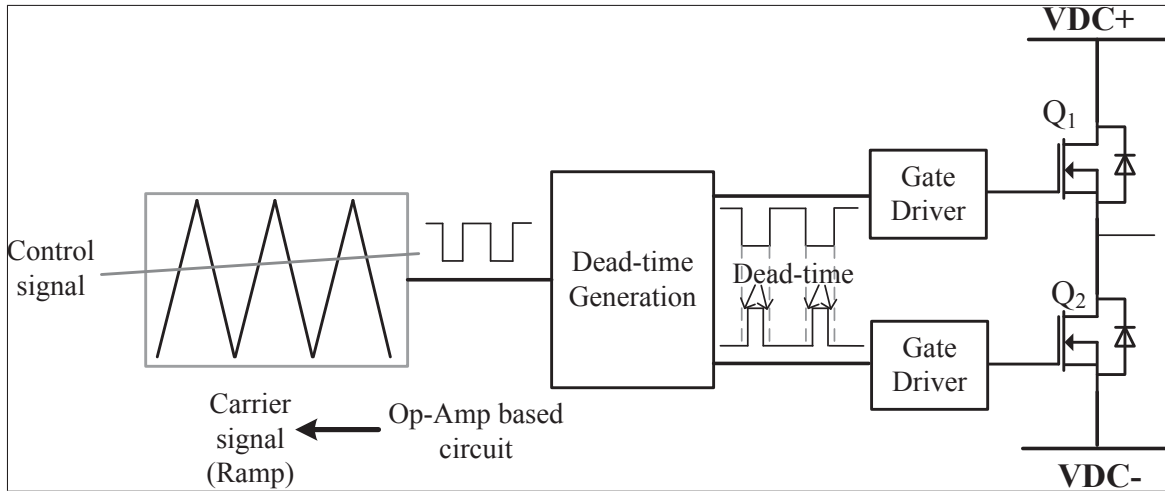 VDC+
Q1
Gate
Driver
Control
signal
Dead-time
Generation
Dead-time
Q2
Gate
Driver
Carrier
signal
(Ramp)
Op-Amp based
circuit
VDC-